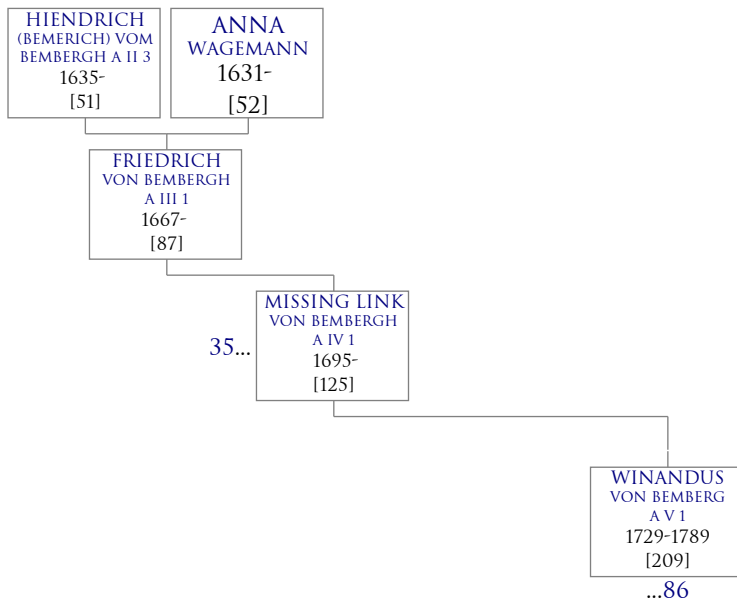 HIENDRICH
(BEMERICH) VOM
BEMBERGH A II 3
1635-
[51]
ANNA
WAGEMANN
1631-
[52]
FRIEDRICH
VON BEMBERGH
A III 1
1667-
[87]
35...
MISSING LINK
VON BEMBERGH
A IV 1
1695-
[125]
WINANDUS
VON BEMBERG
A V 1
1729-1789
[209]
...86